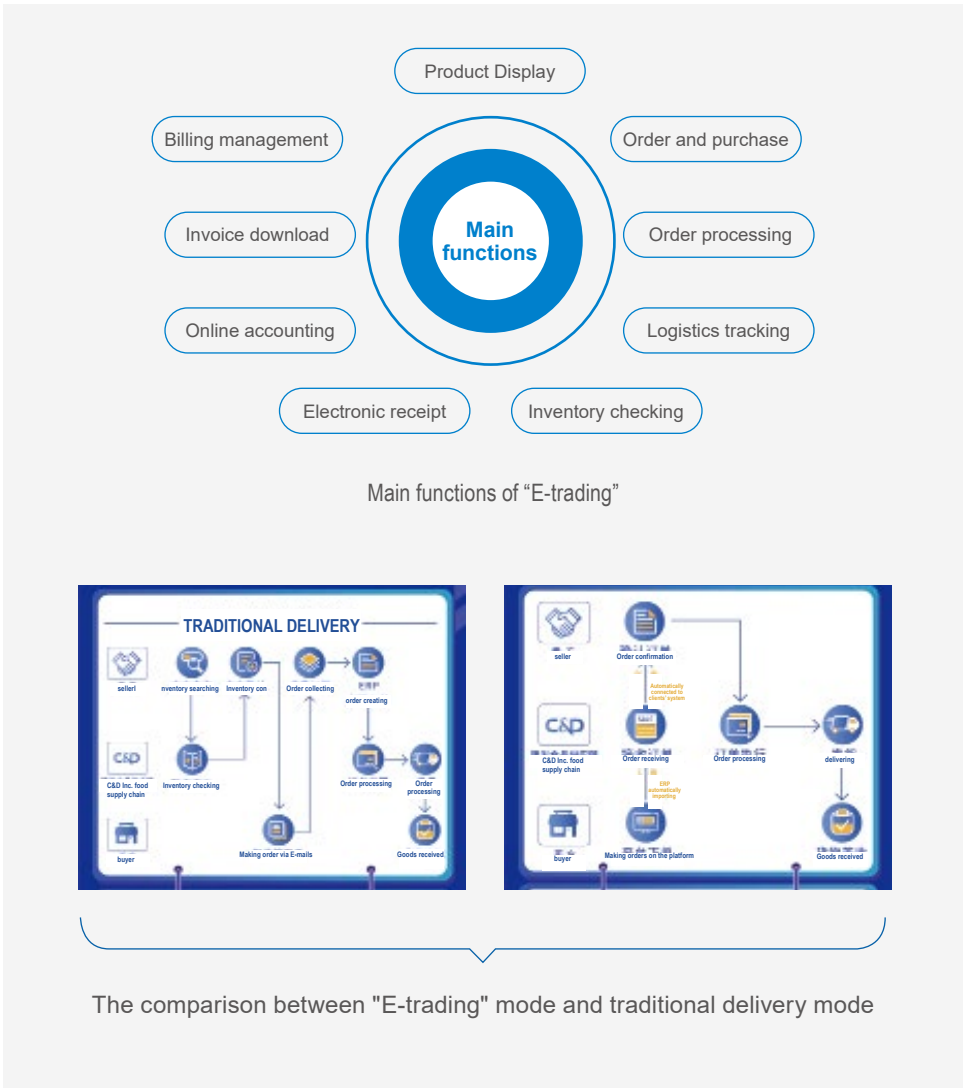 Product Display
Billing management
Order and purchase
Invoice download
Main
functions
Order processing
Online accounting
Logistics tracking
Electronic receipt
Inventory checking
Main functions of “E-trading”
TRADITIONAL DELIVERY
sellerl
nventory searching
Inventory con
Order collecting
ERP
order creating
C&D
C&D Inc. food
supply chain
Inventory checking
Order processing
Order
processing
buyer
Making order via E-mails
Goods received
seller
Order confirmation
Automatically
connected to
clients' system
C&D
C&D Inc. food
supply chain
Order receiving
Order processing
delivering
ERP
automatically
importing
buyer
Making orders on the platform
Goods received
The comparison between "E-trading" mode and traditional delivery mode